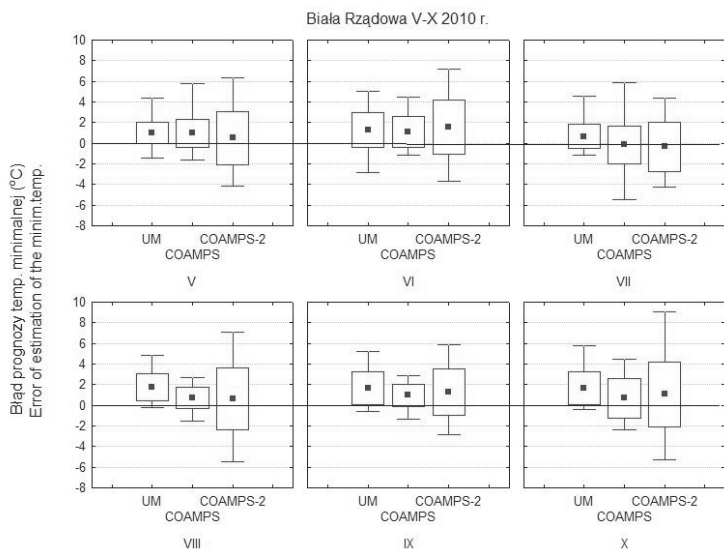 Biała Rządowa V-X 2010 r.
Błąd prognozy temp. minimalnej (°C)
Error of estimation of the minim.temp.
10
8
6
4
2
0
-2
-4
-6
-8
UM COAMPS-2
COAMPS
V
UM COAMPS-2
COAMPS
VI
UM COAMPS-2
COAMPS
VII
10
8
6
4
2
0
-2
-4
-6
-8
UM COAMPS-2
COAMPS
VIII
UM COAMPS-2
COAMPS
IX
UM COAMPS-2
COAMPS
X